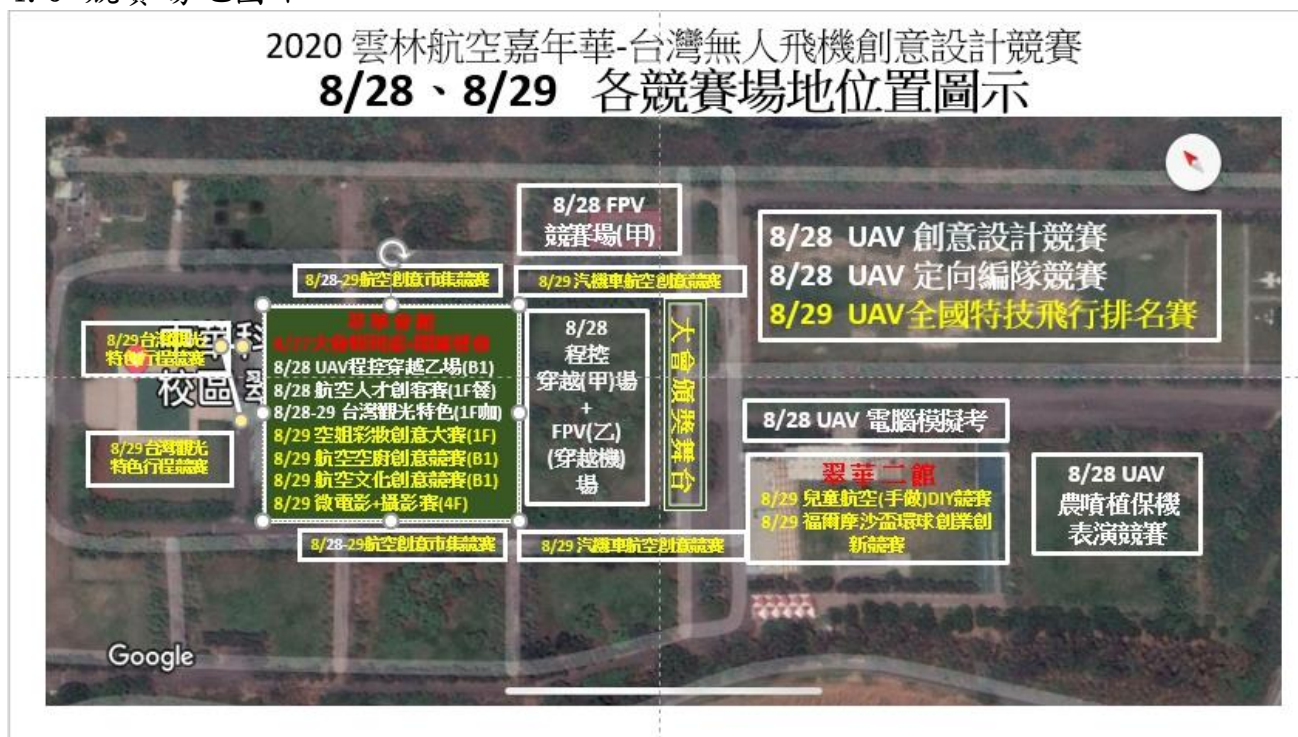 2020 雲林航空嘉年華-台灣無人飛機創意設計競賽
8/28、8/29 各競賽場地位置圖示
8/28 FPV
競賽場(甲)
8/28 UAV 創意設計競賽
8/28 UAV 定向編隊競賽
8/29 UAV全國特技飛行排名賽
8/28-29航空創意市集競賽
8/29 汽機車航空創意競賽
8/29台灣觀光
特色行程競賽
校區
翠華會館
8/28 UAV程控穿越乙場(B1)
8/28 航空人才創客賽(1F餐)
8/28-29 台灣觀光特色(1F咖)
8/29 空姐彩妝創意大賽(1F)
8/29 航空空廚創意競賽(B1)
8/29 航空文化創意競賽(B1)
8/29 微電影+攝影賽(4F)
8/28
程控
穿越(甲)場
+
FPV(乙)
(穿越機)
場
大會頒獎舞台
8/28 UAV 電腦模擬考
8/29台灣觀光
特色行程競賽
翠華二館
8/29 兒童航空(手做)DIY競賽
8/29 福爾摩沙盃環球創業創
新競賽
8/28 UAV
農噴植保機
表演競賽
8/28-29航空創意市集競賽
8/29 汽機車航空創意競賽
Google